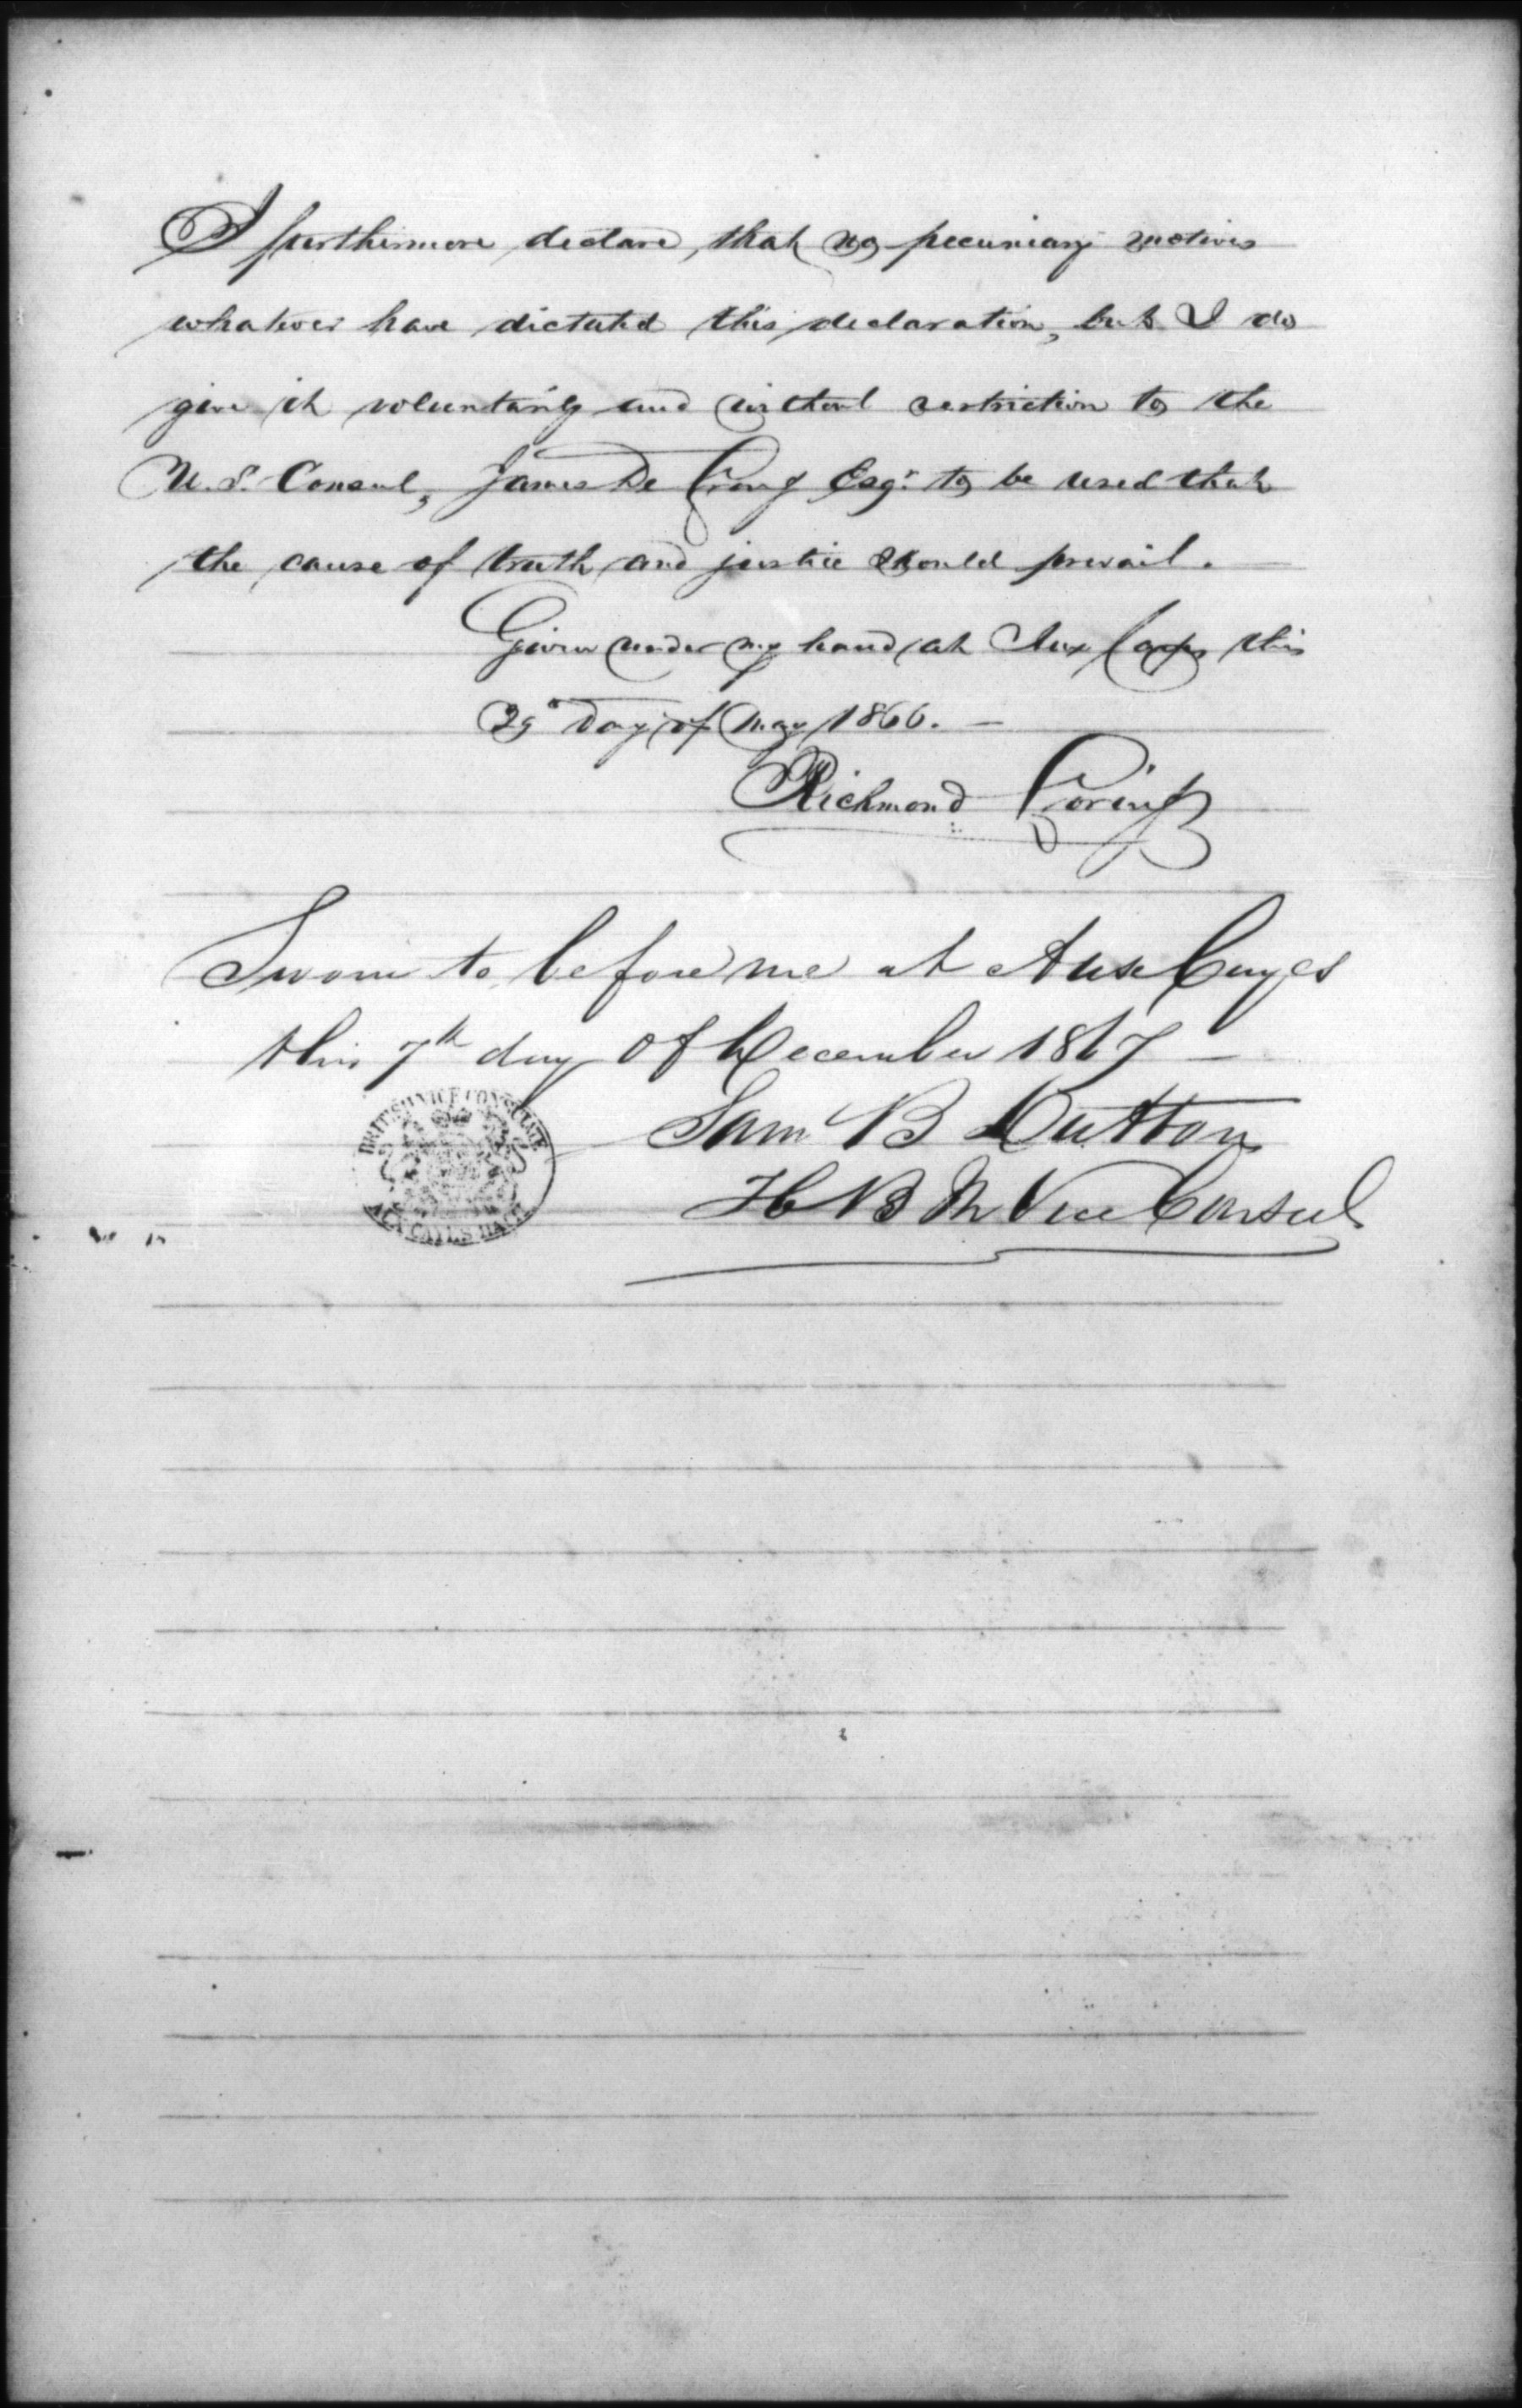 I furthermore declare, that no pecuniary motives
whatever have dictated this declaration, but I do
give it voluntarily and without restriction to the
U.S. Consul, James De Long Esqr. to be used that
the cause of truth and justice should prevail.
Given under my hand at Aux Cayes this
29th day of May 1866.
Richmond Loring
Sworn to before me at Aux Cayes
this 7th day of December 1867
BRITISH VICE CONSULATE
AUX CAYES HAITI
Sam B Dutton
H B M Vice Consul